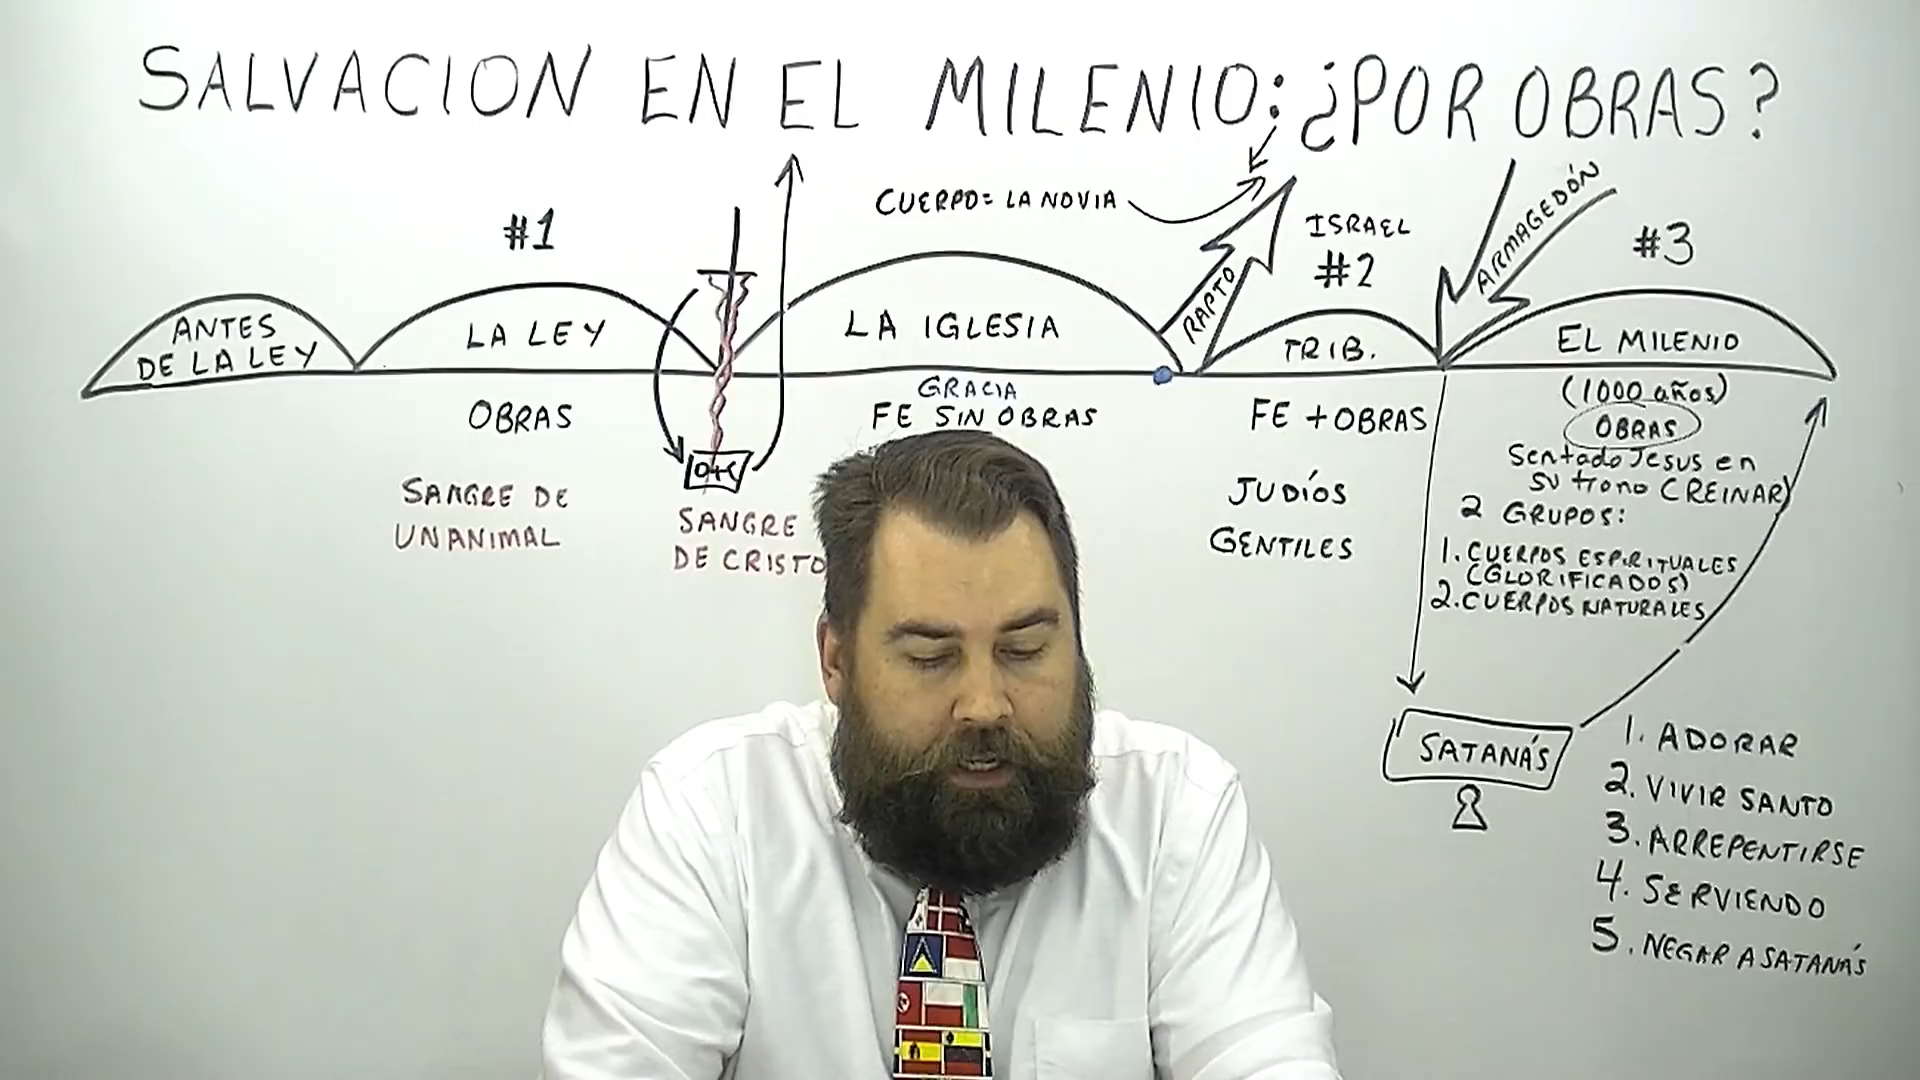 SALVACION EN EL MILENIO: ¿POR OBRAS?
CUERPO= LA NOVIA
#1
ISRAEL
#2
ARMAGEDÓN
#3
RAPTO
ANTES
DE LA LEY
LA LEY
LA IGLESIA
TRIB.
EL MILENIO
OBRAS
GRACIA
FE SIN OBRAS
FE + OBRAS
(1000 años)
OBRAS
Sentado Jesus en
su trono (REINAR)
SANGRE DE
UN ANIMAL
SANGRE
DE CRISTO
JUDÍOS
GENTILES
2 GRUPOS:
1. CUERPOS ESPIRITUALES
(GLORIFICADOS)
2. CUERPOS NATURALES
SATANÁS
1. ADORAR
2. VIVIR SANTO
3. ARREPENTIRSE
4. SERVIENDO
5. NEGAR A SATANÁS